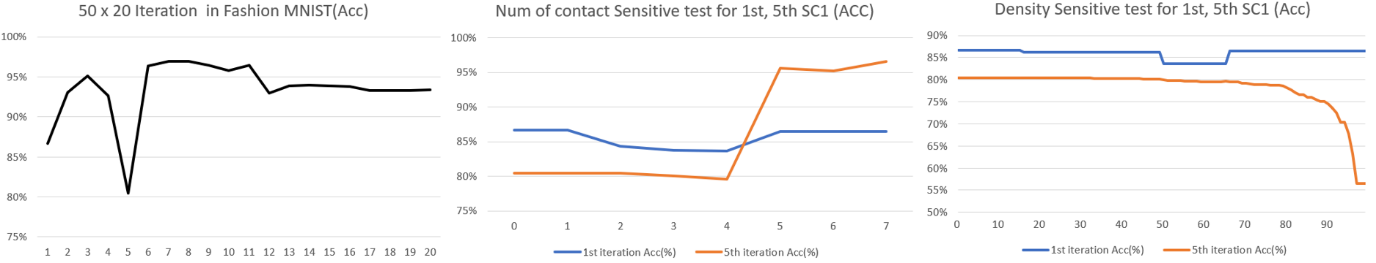 50 x 20 Iteration in Fashion MNIST(Acc)
100%
95%
90%
85%
80%
75%
1 2 3 4 5 6 7 8 9 10 11 12 13 14 15 16 17 18 19 20
Num of contact Sensitive test for 1st, 5th SC1 (ACC)
100%
95%
90%
85%
80%
75%
0 1 2 3 4 5 6 7
1st iteration Acc(%) 5th iteration Acc(%)
Density Sensitive test for 1st, 5th SC1 (Acc)
90%
85%
80%
75%
70%
65%
60%
55%
50%
0 10 20 30 40 50 60 70 80 90
1st iteration Acc(%) 5th iteration Acc(%)